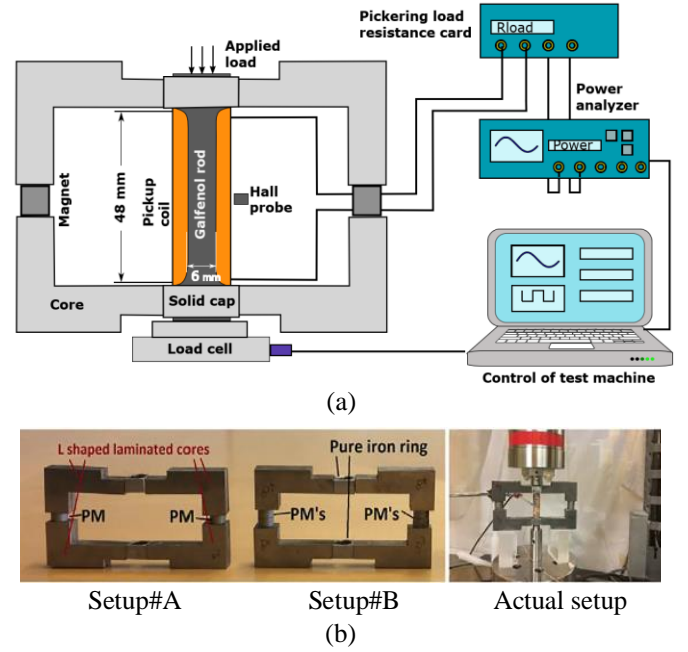 Applied
load
Pickering load
resistance card
Rload
Power
analyzer
Power
Magnet
48 mm
Pickup
coil
Galfenol rod
Hall
probe
6 mm
Core
Solid cap
Load cell
Control of test machine
(a)
L shaped laminated cores
PM
PM
Pure iron ring
PM's
PM's
Setup#A
Setup#B
Actual setup
(b)